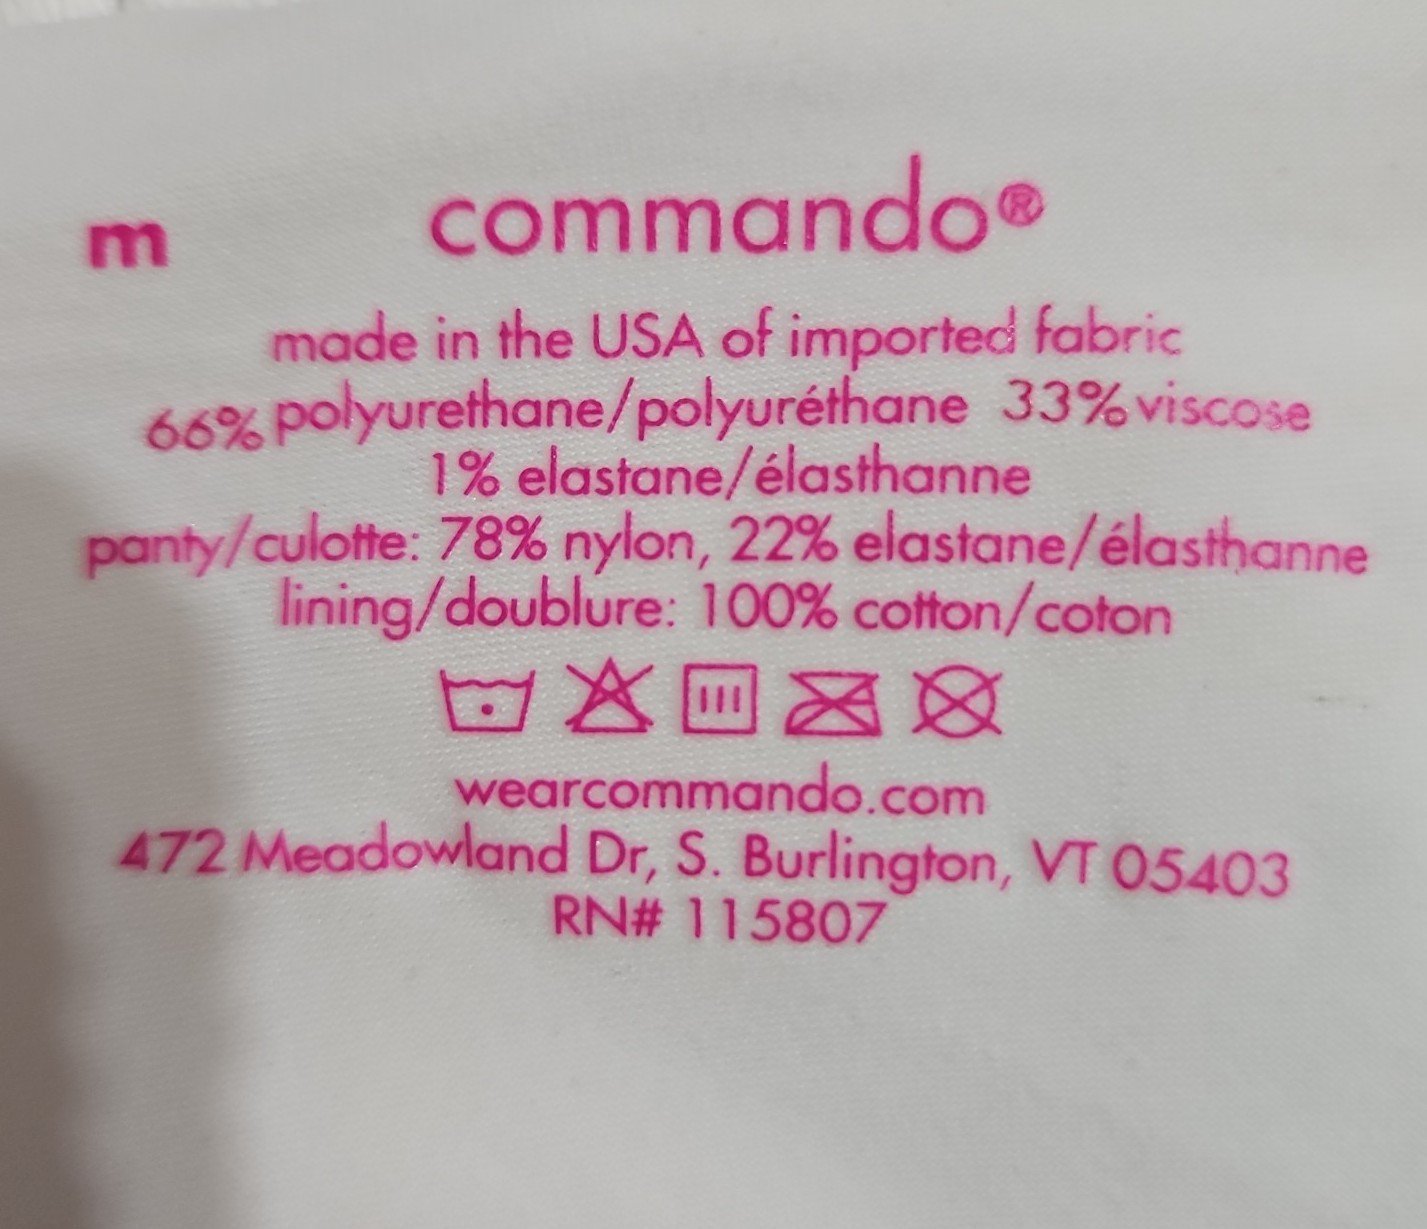 m commando®
made in the USA of imported fabric
66% polyurethane/polyuréthane 33% viscose
1% elastane/élasthanne
panty/culotte: 78% nylon, 22% elastane/élasthanne
lining/doublure: 100% cotton/coton
wearcommando.com
472 Meadowland Dr, S. Burlington, VT 05403
RN# 115807